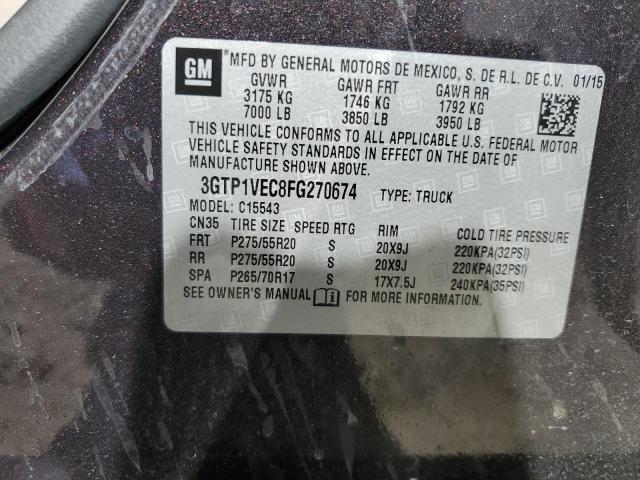 GM *MFD BY GENERAL MOTORS DE MEXICO, S. DE R.L. DE C.V. 01/15
GVWR GAWR FRT GAWR RR
3175 KG 1746 KG 1792 KG
7000 LB 3850 LB 3950 LB
THIS VEHICLE CONFORMS TO ALL APPLICABLE U.S. FEDERAL MOTOR
VEHICLE SAFETY STANDARDS IN EFFECT ON THE DATE OF
MANUFACTURE SHOWN ABOVE.
3GTP1VEC8FG270674 TYPE: TRUCK
MODEL: C15543
CN35 TIRE SIZE SPEED RTG RIM COLD TIRE PRESSURE
FRT P275/55R20 S 20X9J 220KPA(32PSI)
RR P275/55R20 S 20X9J 220KPA(32PSI)
SPA P265/70R17 S 17X7.5J 240KPA(35PSI)
SEE OWNER'S MANUAL FOR MORE INFORMATION.